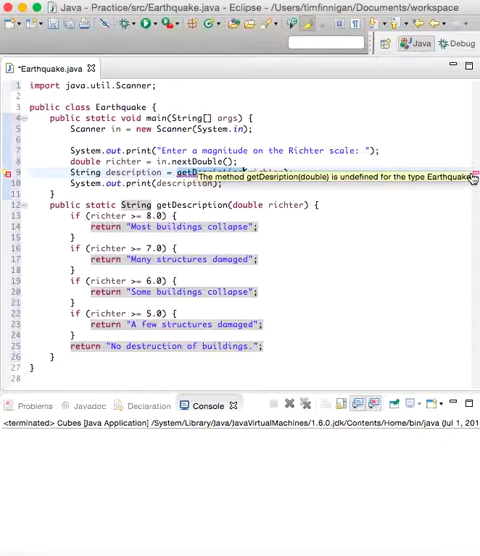 Java - Practice/src/Earthquake.java - Eclipse - /Users/timfinnigan/Documents/workspace
Java
Debug
*Earthquake.java
1 import java.util.Scanner;
2
3 public class Earthquake {
4 public static void main(String[] args) {
5 Scanner in = new Scanner(System.in);
6
7 System.out.print("Enter a magnitude on the Richter scale: ");
8 double richter = in.nextDouble();
9 String description =
The method getDesription(double) is undefined for the type Earthquake
10 System.out.print(description);
11 }
12 public static String getDescription(double richter) {
13 if (richter >= 8.0) {
14 return "Most buildings collapse";
15 }
16 if (richter >= 7.0) {
17 return "Many structures damaged";
18 }
19 if (richter >= 6.0) {
20 return "Some buildings collapse";
21 }
22 if (richter >= 5.0) {
23 return "A few structures damaged";
24 }
25 return "No destruction of buildings.";
26 }
27 }
28
Problems
Javadoc
Declaration
Console
<terminated> Cubes [Java Application] /System/Library/Java/JavaVirtualMachines/1.6.0.jdk/Contents/Home/bin/java (Jul 1, 201